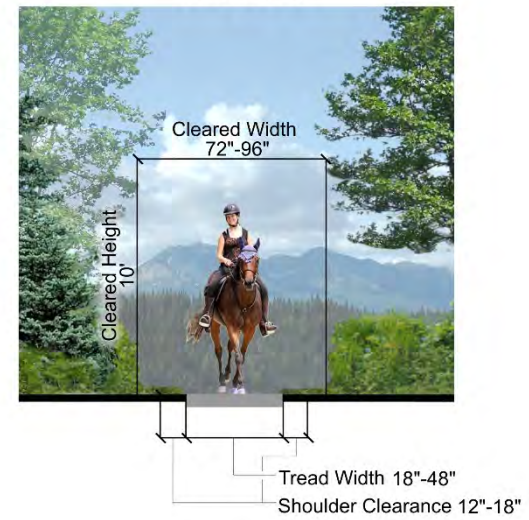 Cleared Width
72"-96"
Cleared Height
10'
Tread Width 18"-48"
Shoulder Clearance 12"-18"